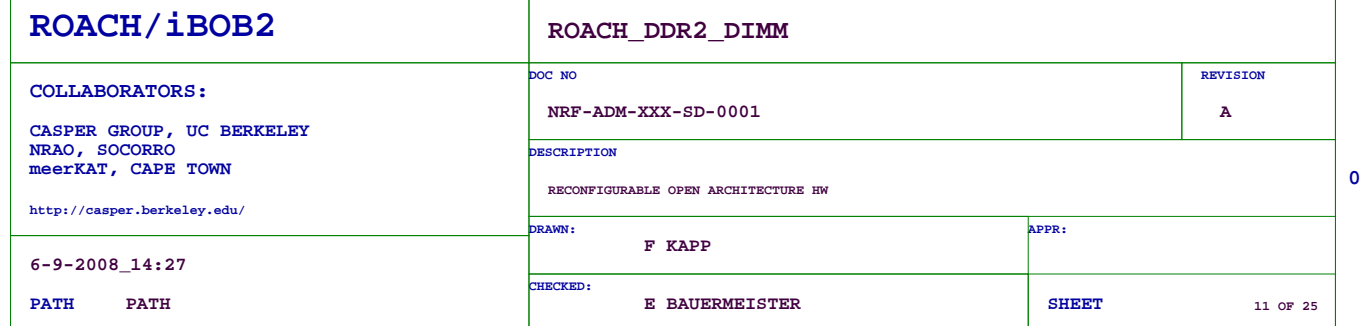 ROACH/iBOB2
ROACH_DDR2_DIMM
COLLABORATORS:
CASPER GROUP, UC BERKELEY
NRAO, SOCORRO
meerKAT, CAPE TOWN
http://casper.berkeley.edu/
6-9-2008_14:27
PATH PATH
DOC NO
NRF-ADM-XXX-SD-0001
REVISION
A
DESCRIPTION
RECONFIGURABLE OPEN ARCHITECTURE HW
DRAWN:
F KAPP
APPR:
CHECKED:
E BAUERMEISTER
SHEET 11 OF 25
0